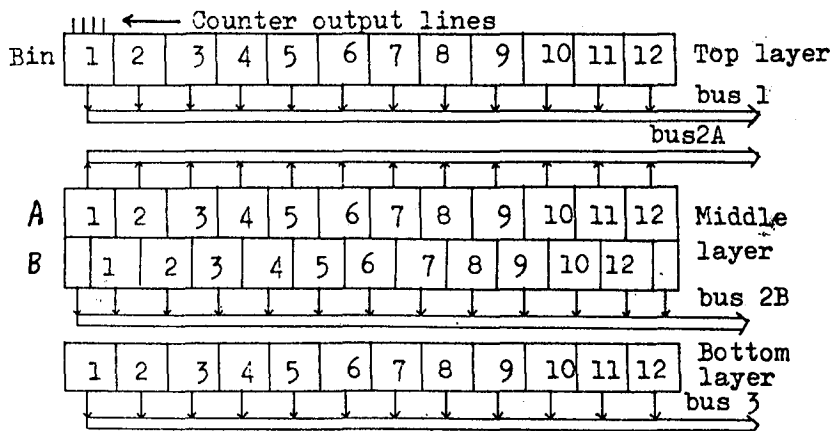 Counter output lines
Bin 1 2 3 4 5 6 7 8 9 10 11 12 Top layer
bus 1
bus2A
A 1 2 3 4 5 6 7 8 9 10 11 12 Middle
B 1 2 3 4 5 6 7 8 9 10 12 layer
bus 2B
Bottom
1 2 3 4 5 6 7 8 9 10 11 12 layer
bus 3